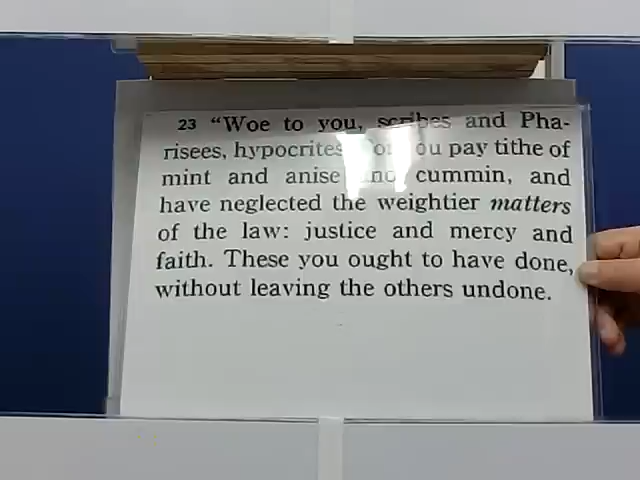 23 “Woe to you, scribes and Pha-
risees, hypocrites ou pay tithe of
mint and anise cummin, and
have neglected the weightier matters
of the law: justice and mercy and
faith. These you ought to have done,
without leaving the others undone.